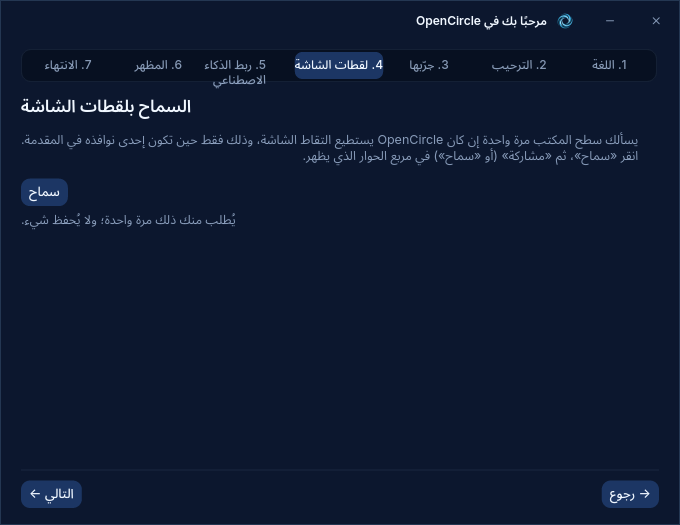 مرحبًا بك في OpenCircle
1. اللغة
2. الترحيب
3. جرّبها
4. لقطات الشاشة
5. ربط الذكاء
الاصطناعي
6. المظهر
7. الانتهاء
السماح بلقطات الشاشة
يسألك سطح المكتب مرة واحدة إن كان OpenCircle يستطيع التقاط الشاشة، وذلك فقط حين تكون إحدى نوافذه في المقدمة.
انقر «سماح»، ثم «مشاركة» (أو «سماح») في مربع الحوار الذي يظهر.
سماح
يُطلب منك ذلك مرة واحدة؛ ولا يُحفظ شيء.
→ رجوع
التالي ←